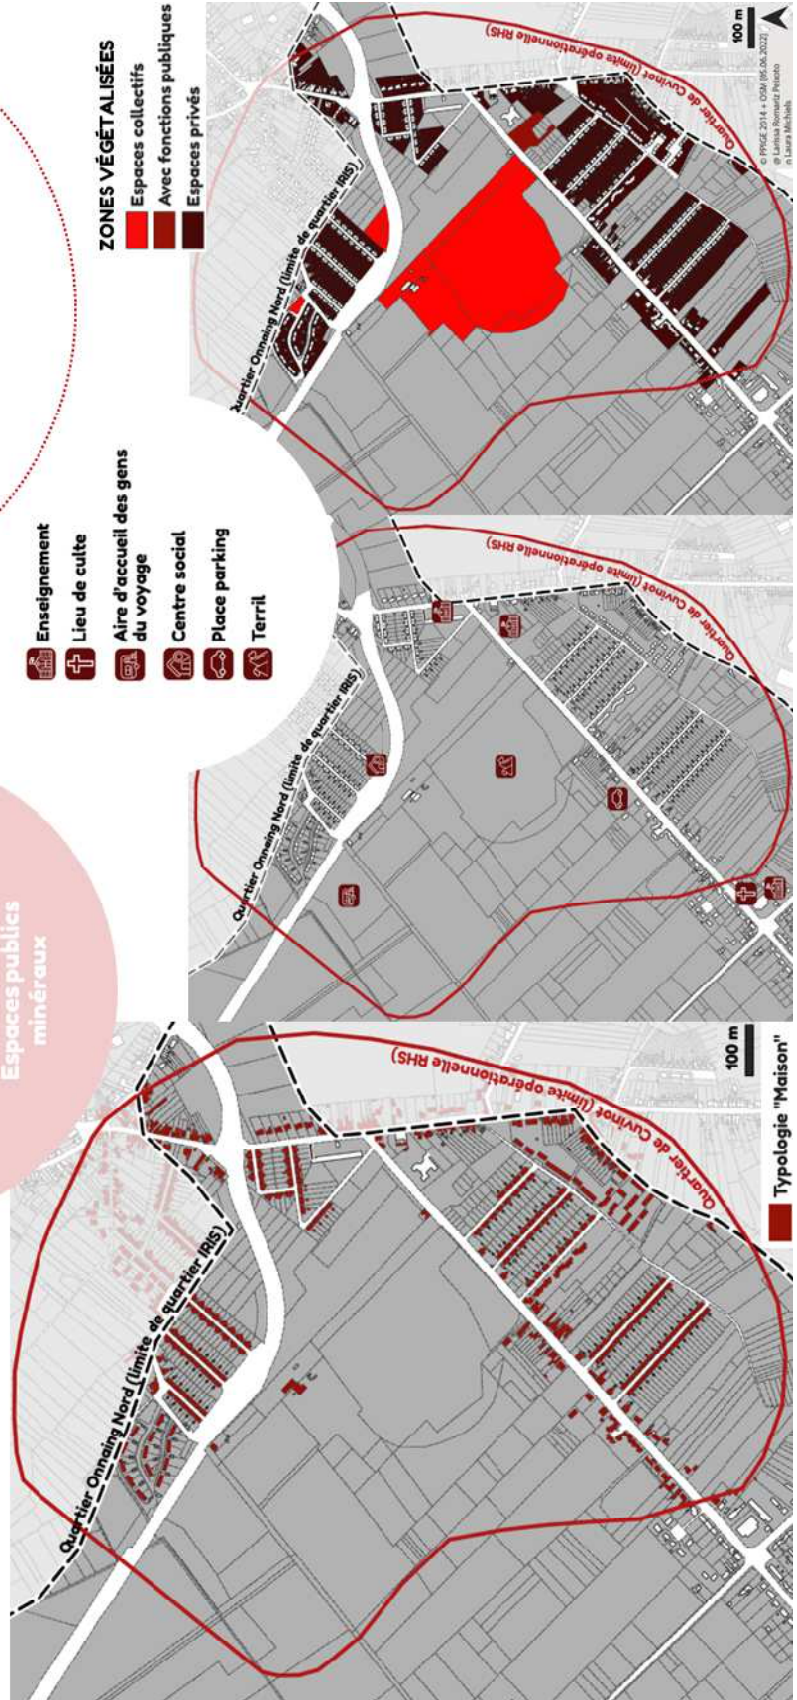 Espaces publics
minéraux
Enseignement
Lieu de culte
Aire d'accueil des gens
du voyage
Centre social
Place parking
Terril
ZONES VÉGÉTALISÉES
Espaces collectifs
Avec fonctions publiques
Espaces privés
Quartier Onnaing Nord (limite de quartier IRIS)
Quartier de Cuvinot (limite opérationnelle RHS)
100 m
Typologie "Maison"
Quartier Onnaing Nord (limite de quartier IRIS)
Quartier de Cuvinot (limite opérationnelle RHS)
Quartier Onnaing Nord (limite de quartier IRIS)
Quartier de Cuvinot (limite opérationnelle RHS)
100 m
© PPIGE 2014 + OSM [05.06.2022]
@ Larissa Romariz Peixoto
n Laura Michiels